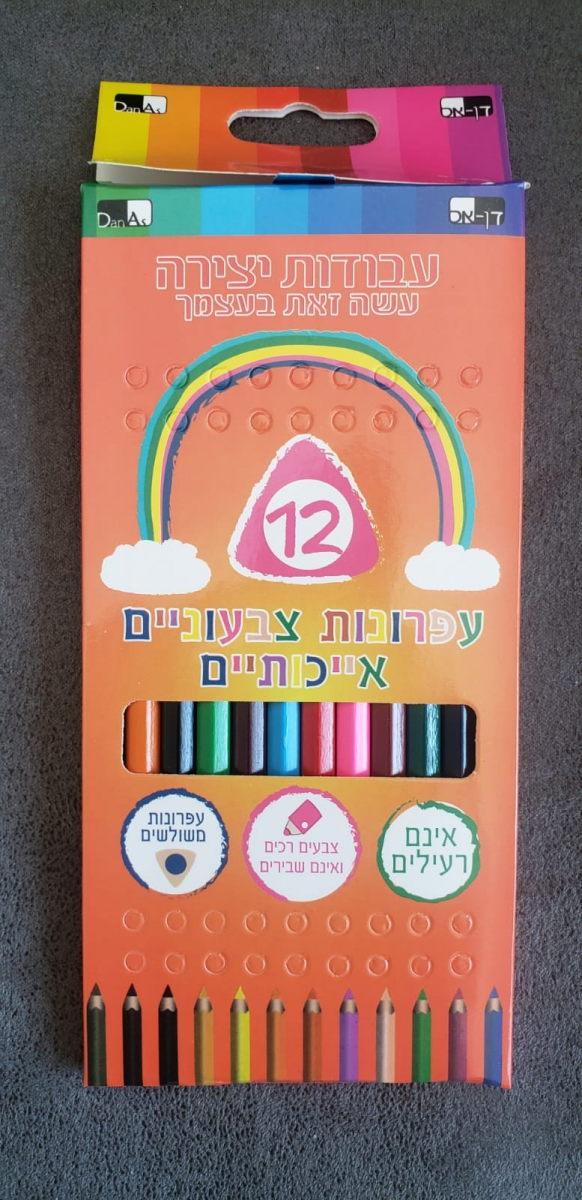 DanAs
דן-אס
DanAs
דן-אס
עבודות יצירה
עשה זאת בעצמך
12
עפרונות צבעוניים
אייכותיים
עפרונות
משולשים
צבעים רכים
ואינם שבירים
אינם
רעילים